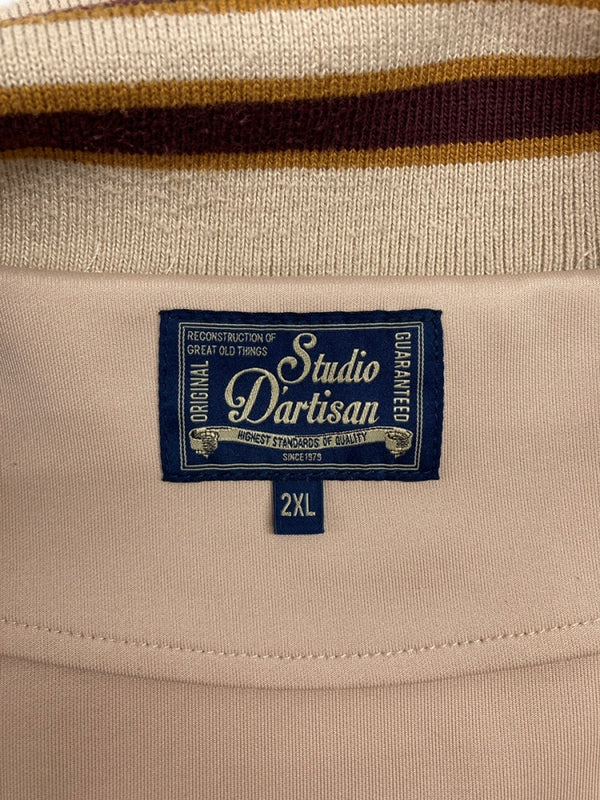 RECONSTRUCTION OF
GREAT OLD THINGS
ORIGINAL
Studio
D'artisan
GUARANTEED
HIGHEST STANDARDS OF QUALITY
SINCE 1979
2XL